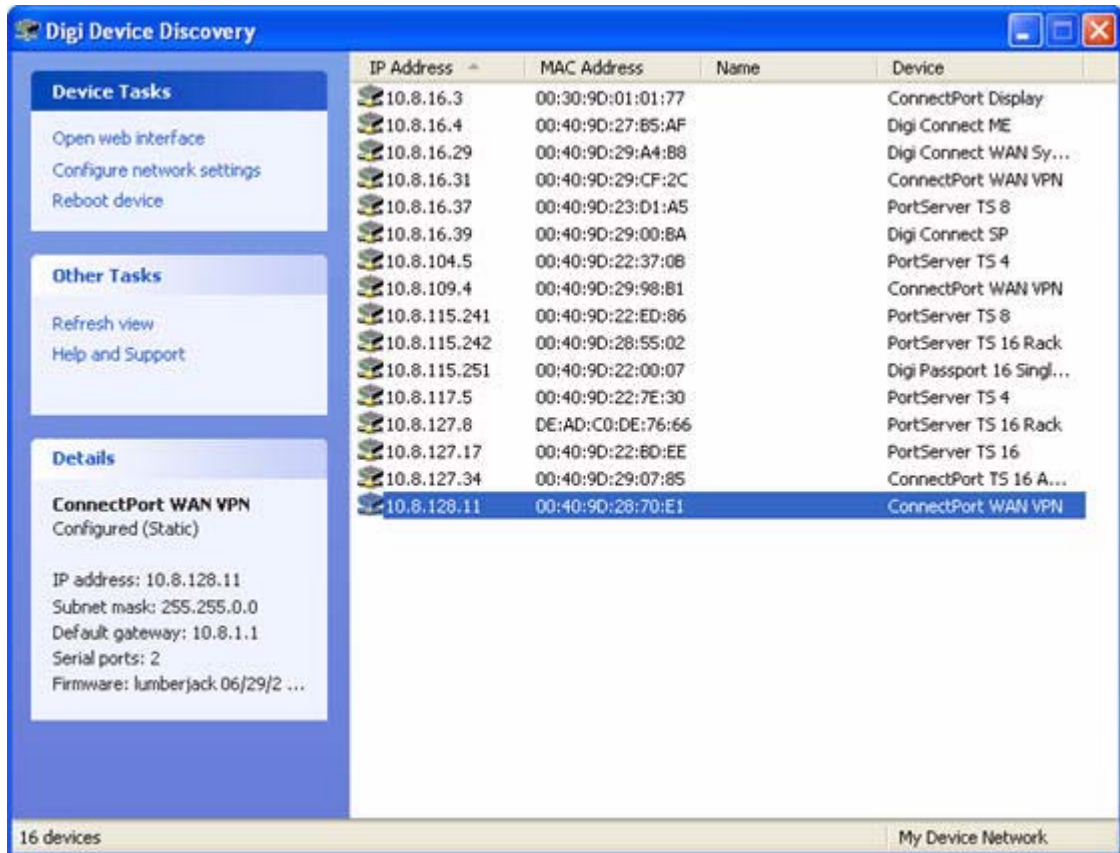 Digi Device Discovery
Device Tasks
Open web interface
Configure network settings
Reboot device
Other Tasks
Refresh view
Help and Support
Details
ConnectPort WAN VPN
Configured (Static)
IP address: 10.8.128.11
Subnet mask: 255.255.0.0
Default gateway: 10.8.1.1
Serial ports: 2
Firmware: lumberjack 06/29/2 ...
IP Address MAC Address Name Device
10.8.16.3 00:30:9D:01:01:77 ConnectPort Display
10.8.16.4 00:40:9D:27:B5:AF Digi Connect ME
10.8.16.29 00:40:9D:29:A4:B8 Digi Connect WAN Sy...
10.8.16.31 00:40:9D:29:CF:2C ConnectPort WAN VPN
10.8.16.37 00:40:9D:23:D1:A5 PortServer TS 8
10.8.16.39 00:40:9D:29:00:BA Digi Connect SP
10.8.104.5 00:40:9D:22:37:0B PortServer TS 4
10.8.109.4 00:40:9D:29:98:B1 ConnectPort WAN VPN
10.8.115.241 00:40:9D:22:ED:86 PortServer TS 8
10.8.115.242 00:40:9D:28:55:02 PortServer TS 16 Rack
10.8.115.251 00:40:9D:22:00:07 Digi Passport 16 Singl...
10.8.117.5 00:40:9D:22:7E:30 PortServer TS 4
10.8.127.8 DE:AD:C0:DE:76:66 PortServer TS 16 Rack
10.8.127.17 00:40:9D:22:BD:EE PortServer TS 16
10.8.127.34 00:40:9D:29:07:85 ConnectPort TS 16 A...
10.8.128.11 00:40:9D:28:70:E1 ConnectPort WAN VPN
16 devices
My Device Network